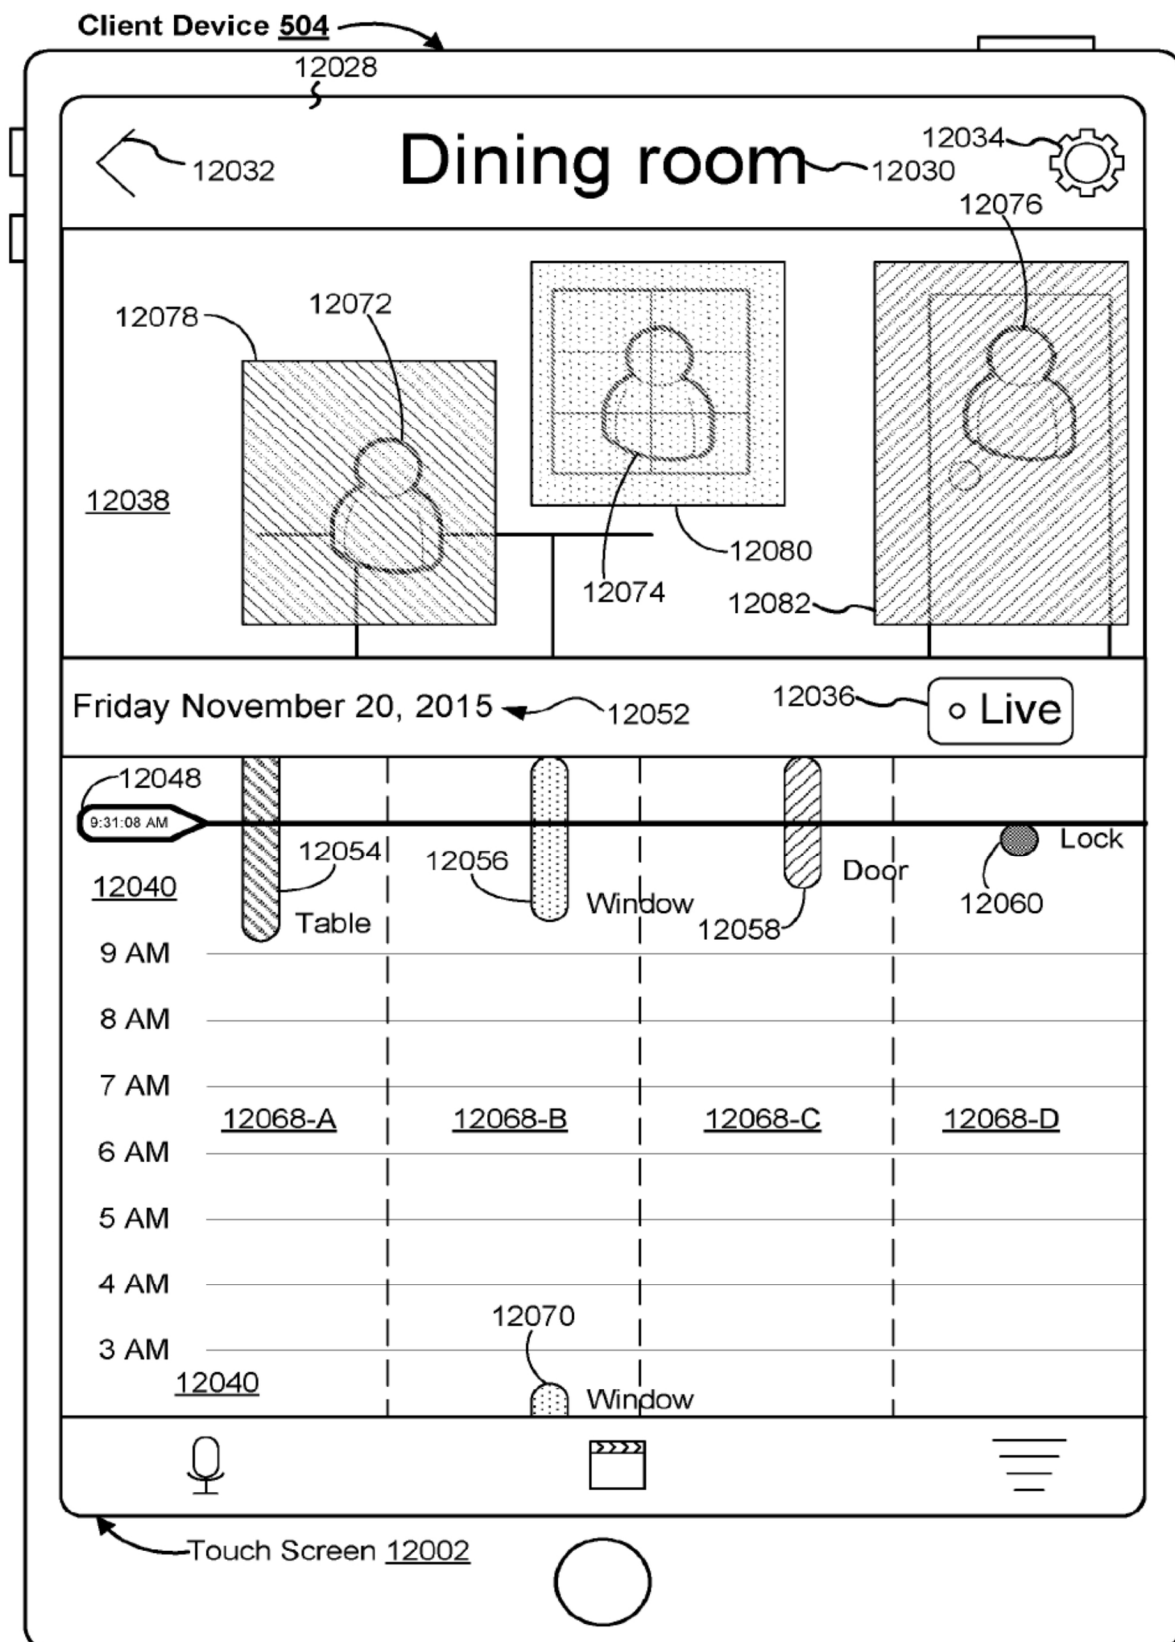 Client Device 504
12028
12032
Dining room
12030
12034
12076
12078
12072
12038
12080
12074
12082
Friday November 20, 2015
12052
12036
Live
12048
9:31:08 AM
12054
12056
Lock
Door
12040
Window
12060
Table
12058
9 AM
8 AM
7 AM
12068-A
12068-B
12068-C
12068-D
6 AM
5 AM
4 AM
12070
3 AM
12040
Window
Touch Screen 12002